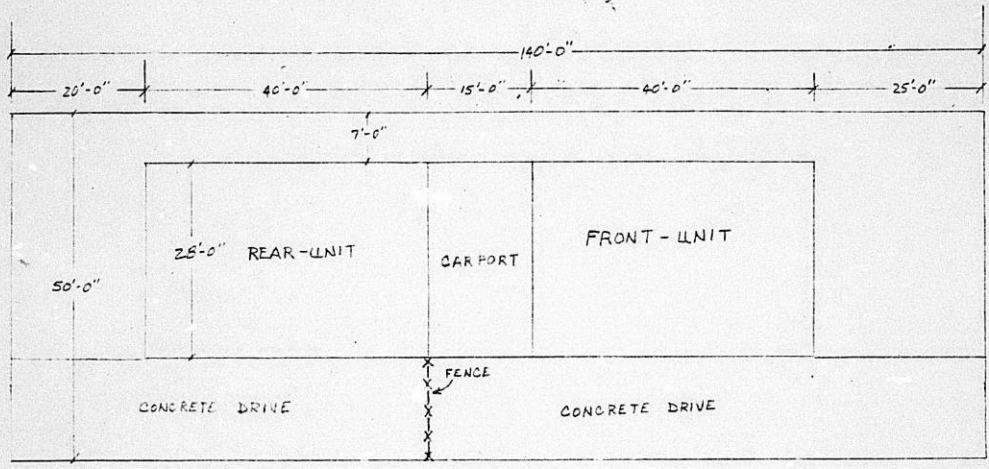 140'-0"
20'-0" 40'-0" 15'-0" 40'-0" 25'-0"
7'-0"
28'-0" REAR-UNIT CARPORT FRONT-UNIT
50'-0"
FENCE
CONCRETE DRIVE CONCRETE DRIVE